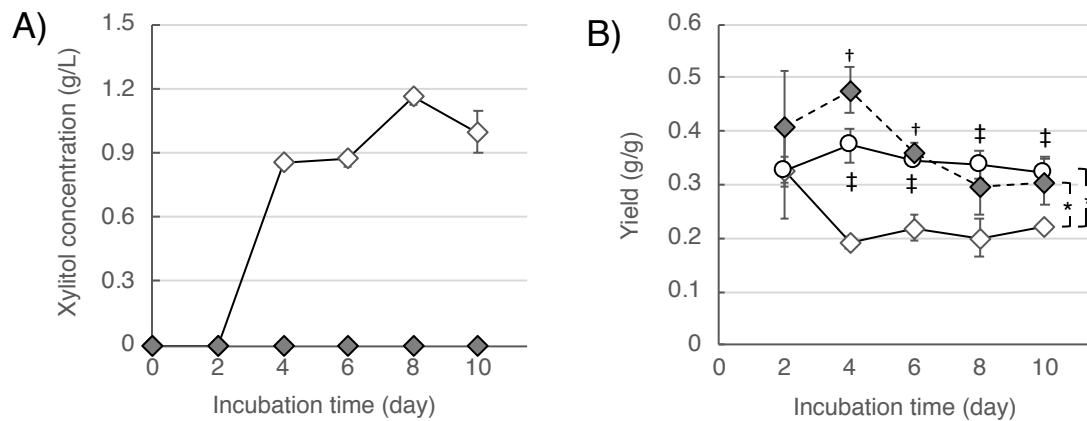 A)
1.5
1.2
0.9
0.6
0.3
0
0 2 4 6 8 10
Xylitol concentration (g/L)
Incubation time (day)
B)
0.6
0.5
0.4
0.3
0.2
0.1
0
0 2 4 6 8 10
Yield (g/g)
Incubation time (day)
† † ‡ ‡
‡ ‡
*